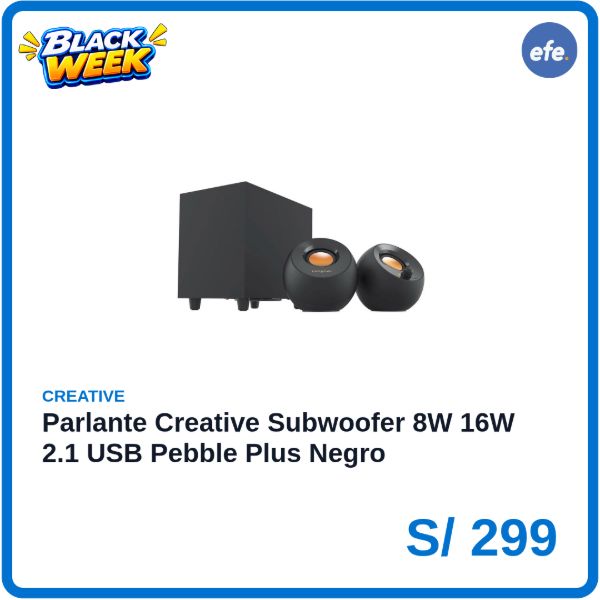 BLACK
WEEK
efe.
CREATIVE
Parlante Creative Subwoofer 8W 16W
2.1 USB Pebble Plus Negro
S/ 299